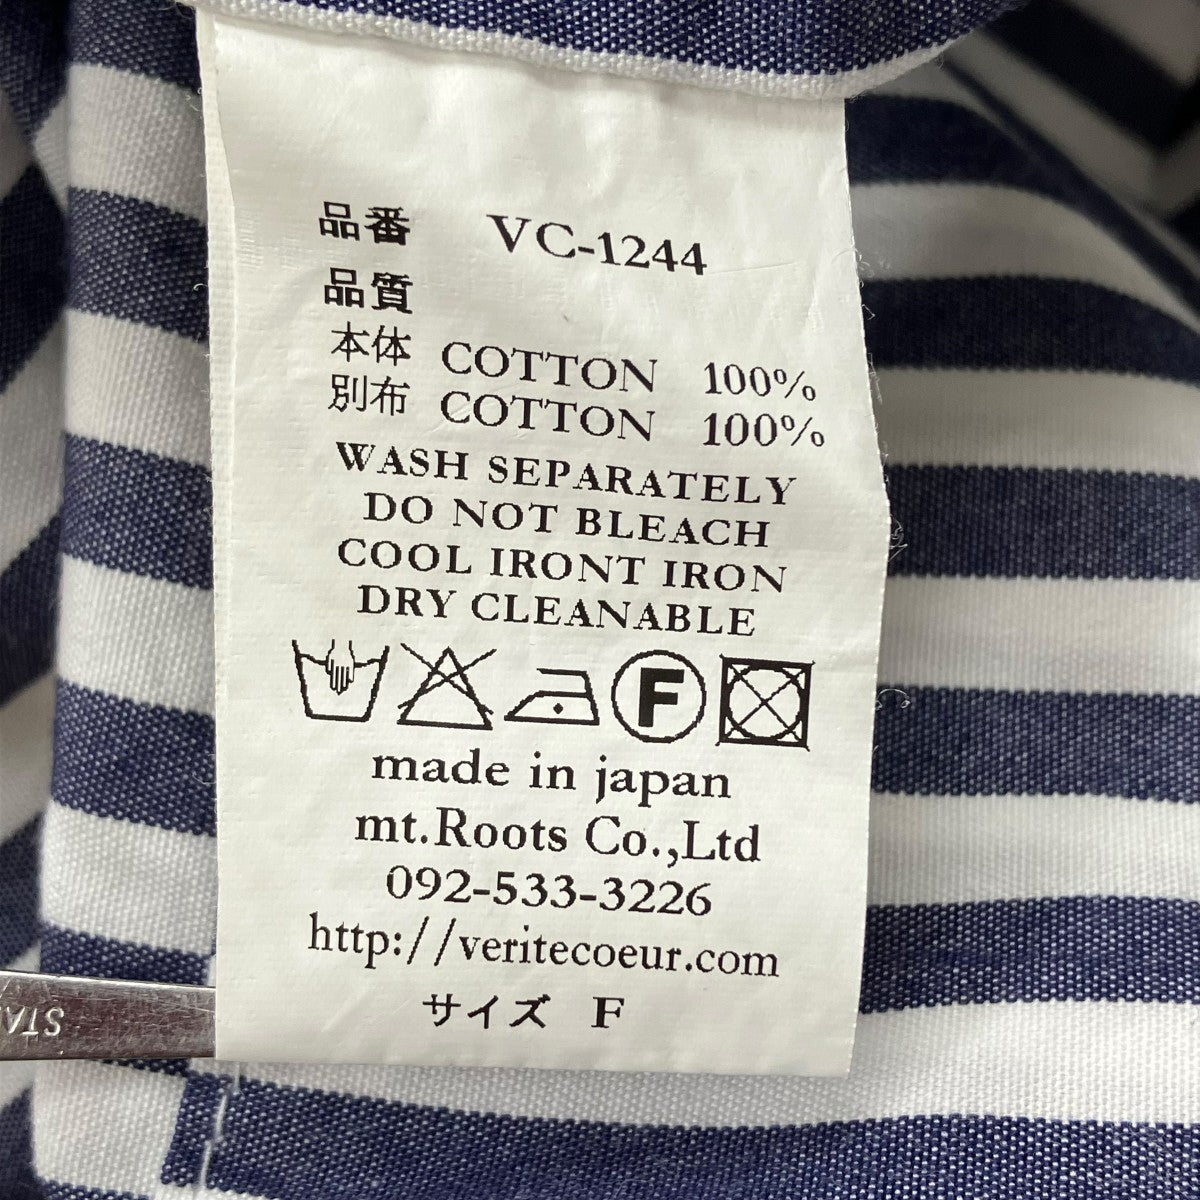 品番 VC-1244
品質
本体 COTTON 100%
別布 COTTON 100%
WASH SEPARATELY
DO NOT BLEACH
COOL IRONT IRON
DRY CLEANABLE
F
made in japan
mt.Roots Co.,Ltd
092-533-3226
http://veritecoeur.com
サイズ F
STA